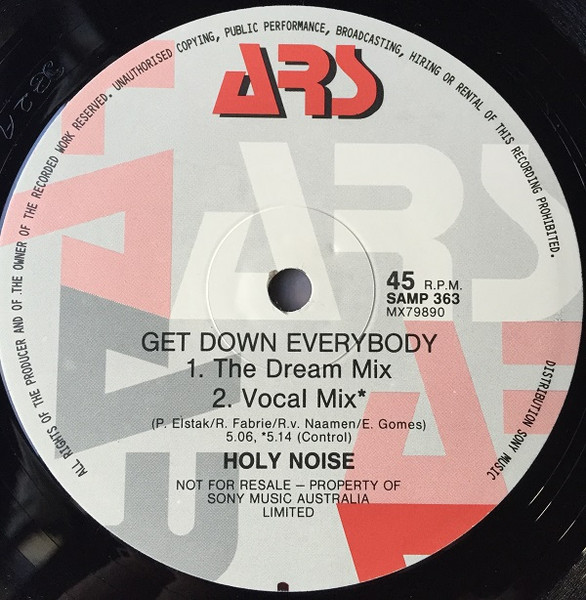 ALL RIGHTS OF THE PRODUCER AND OF THE OWNER OF THE RECORDED WORK RESERVED. UNAUTHORISED COPYING, PUBLIC PERFORMANCE, BROADCASTING, HIRING OR RENTAL OF THIS RECORDING PROHIBITED.
ARS
ARS
45 R.P.M.
SAMP 363
MX79890
GET DOWN EVERYBODY
1. The Dream Mix
2. Vocal Mix*
(P. Elstak/R. Fabrie/R.v. Naamen/E. Gomes)
5.06, *5.14 (Control)
HOLY NOISE
NOT FOR RESALE – PROPERTY OF
SONY MUSIC AUSTRALIA
LIMITED
DISTRIBUTION SONY MUSIC